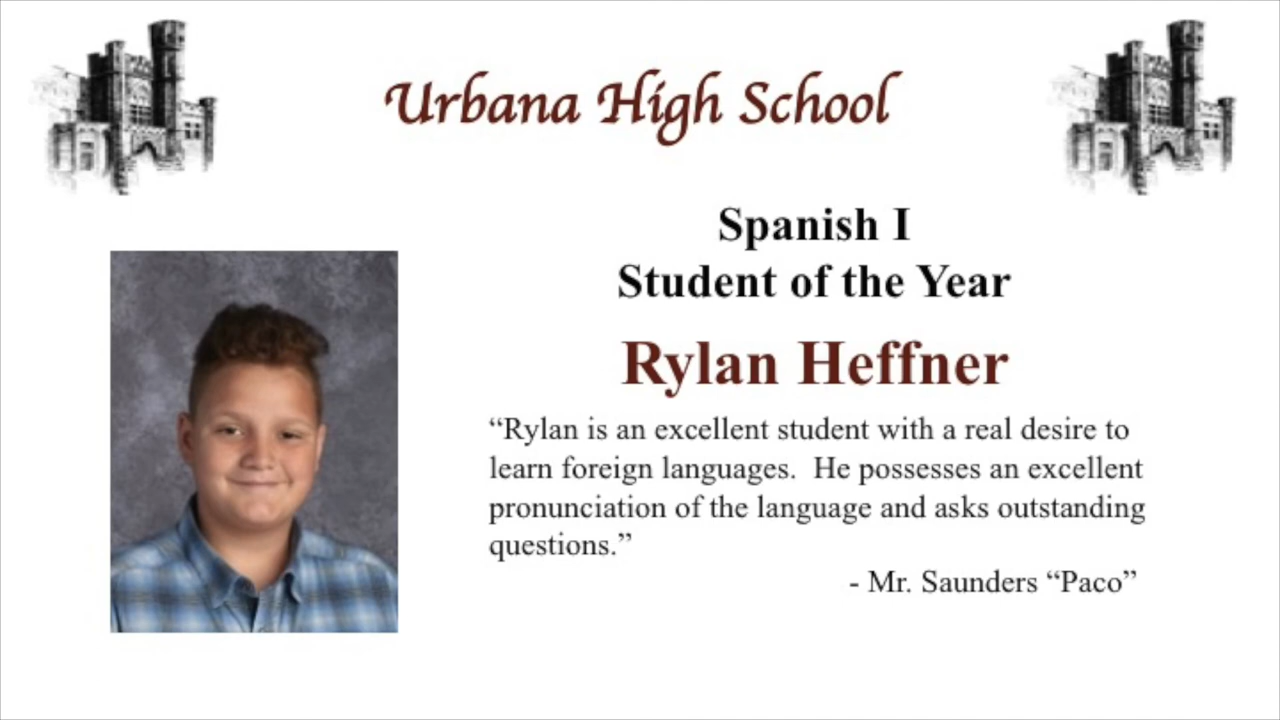 Urbana High School
Spanish I
Student of the Year
Rylan Heffner
“Rylan is an excellent student with a real desire to
learn foreign languages.  He possesses an excellent
pronunciation of the language and asks outstanding
questions.”
- Mr. Saunders “Paco”